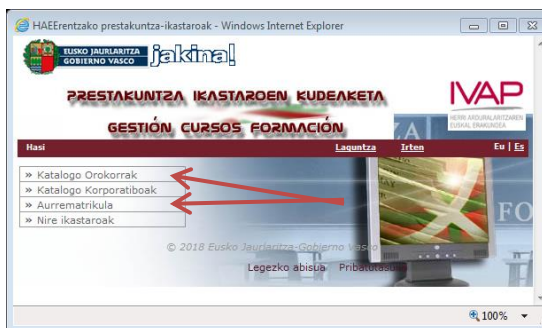 HAEErentzako prestakuntza-ikastaroak - Windows Internet Explorer
EUSKO JAURLARITZA
GOBIERNO VASCO
jakina!
PRESTAKUNTZA IKASTAROEN KUDEAKETA
GESTIÓN CURSOS FORMACIÓN
IVAP
HERRI ARDURALARITZAREN
EUSKAL ERAKUNDEA
Hasi Laguntza Irten Eu | Es
» Katalogo Orokorrak
» Katalogo Korporatiboak
» Aurrematrikula
» Nire ikastaroak
© 2018 Eusko Jaurlaritza-Gobierno Vasco
Legezko abisua
100%